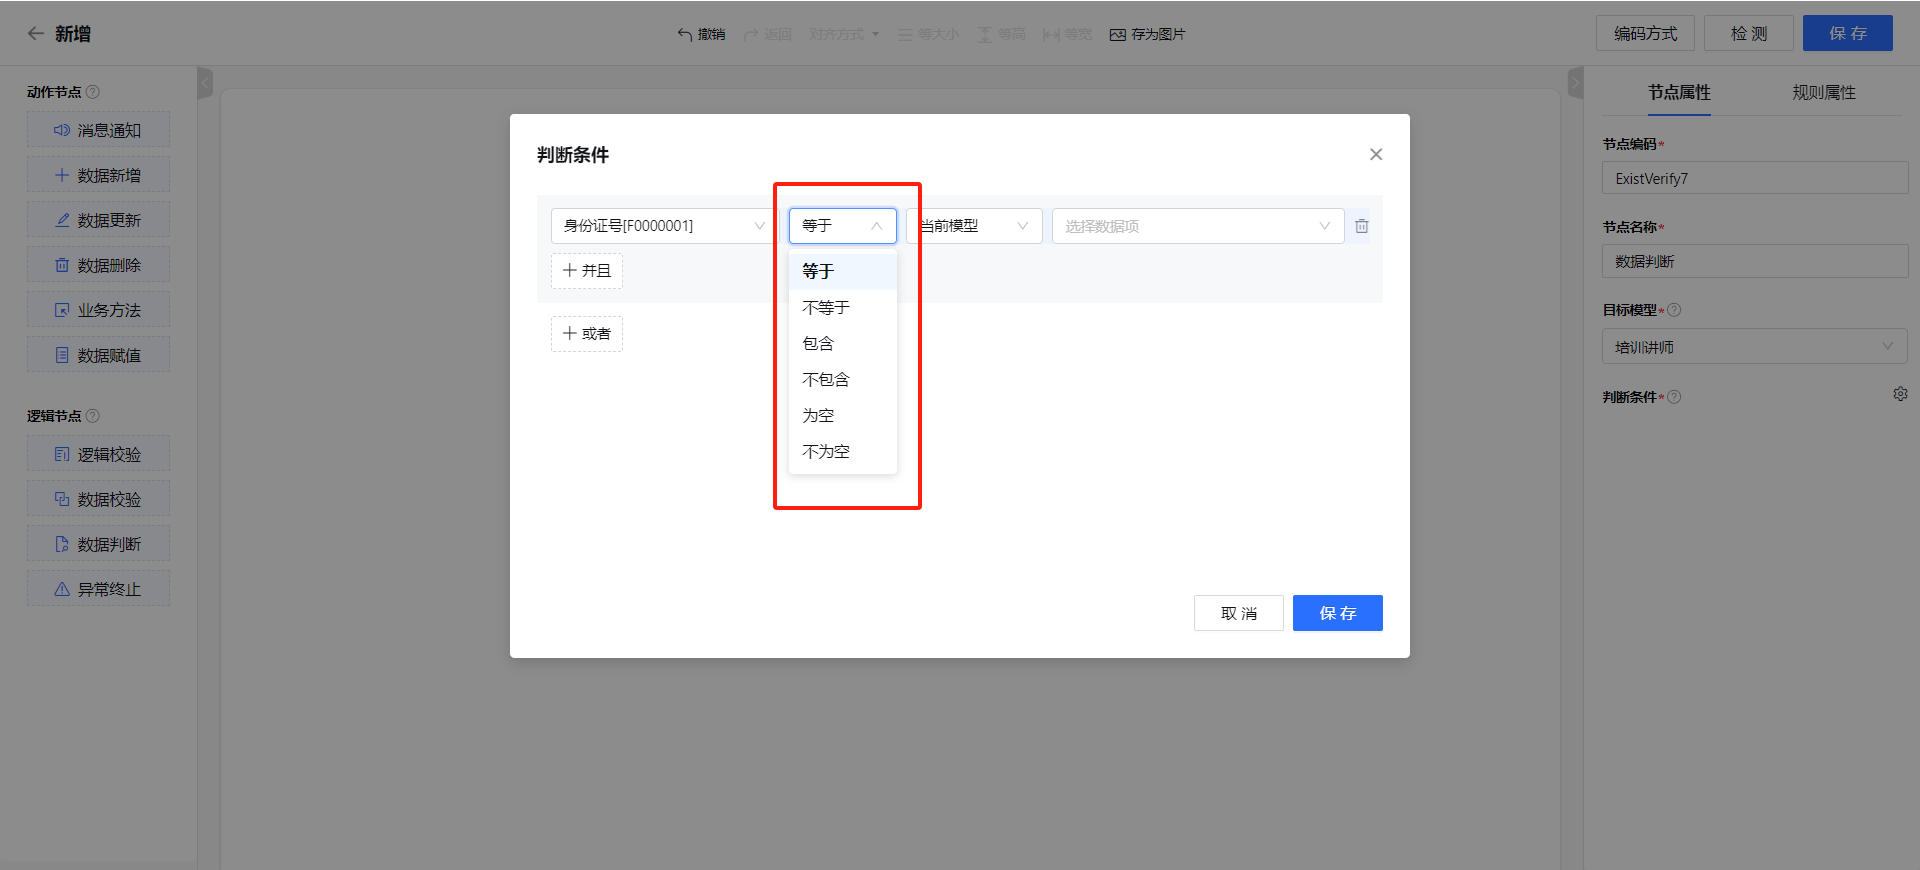 新增
撤销 返回 对齐方式 等大小 等高 等宽 存为图片
编码方式 检 测 保 存
动作节点
消息通知
数据新增
数据更新
数据删除
业务方法
数据赋值
逻辑节点
逻辑校验
数据校验
数据判断
异常终止
判断条件
身份证号[F0000001] 等于 当前模型 选择数据项
并且
或者
等于
不等于
包含
不包含
为空
不为空
取 消 保 存
节点属性 规则属性
节点编码*
ExistVerify7
节点名称*
数据判断
目标模型*
培训讲师
判断条件*